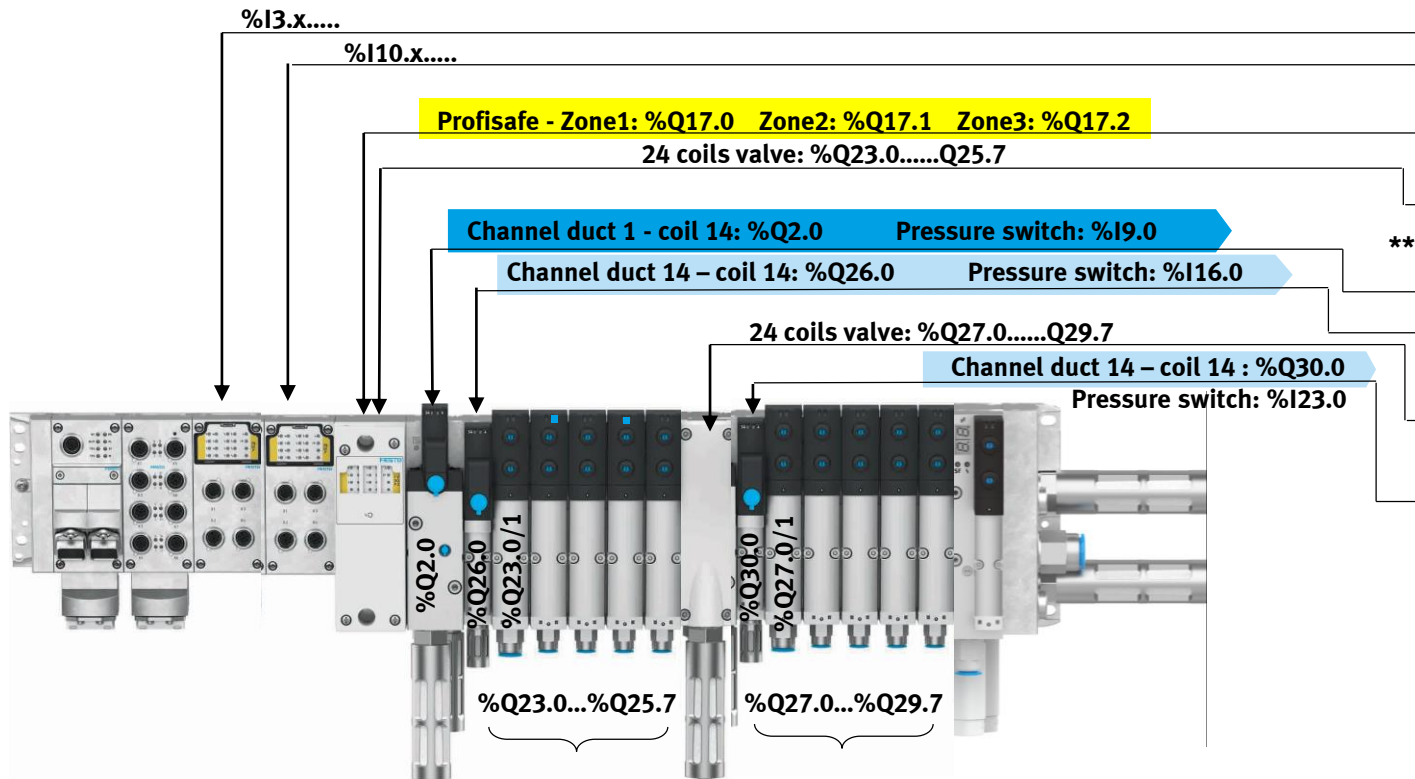 %I3.x.....
%I10.x.....
Profisafe - Zone1: %Q17.0 Zone2: %Q17.1 Zone3: %Q17.2
24 coils valve: %Q23.0......Q25.7
Channel duct 1 - coil 14: %Q2.0 Pressure switch: %I9.0
**
Channel duct 14 – coil 14: %Q26.0 Pressure switch: %I16.0
24 coils valve: %Q27.0......Q29.7
Channel duct 14 – coil 14 : %Q30.0
Pressure switch: %I23.0
%Q2.0
%Q26.0
%Q23.0/1
%Q30.0
%Q27.0/1
%Q23.0...%Q25.7
%Q27.0...%Q29.7